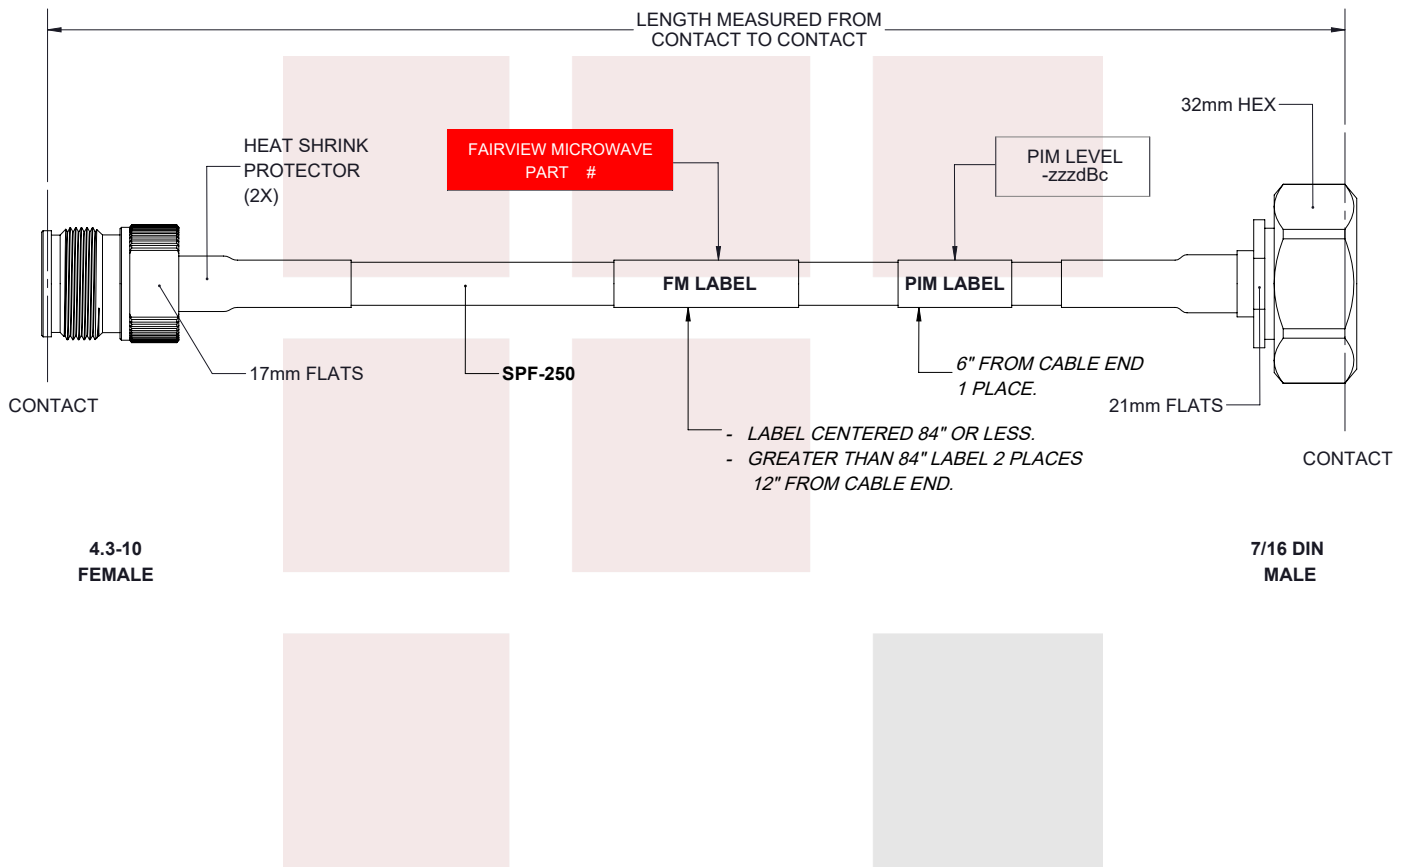 LENGTH MEASURED FROM
CONTACT TO CONTACT
32mm HEX
HEAT SHRINK
PROTECTOR
(2X)
FAIRVIEW MICROWAVE
PART #
PIM LEVEL
-zzzdBc
FM LABEL
PIM LABEL
17mm FLATS
SPF-250
6" FROM CABLE END
1 PLACE.
21mm FLATS
CONTACT
- LABEL CENTERED 84" OR LESS.
- GREATER THAN 84" LABEL 2 PLACES
12" FROM CABLE END.
CONTACT
4.3-10
FEMALE
7/16 DIN
MALE